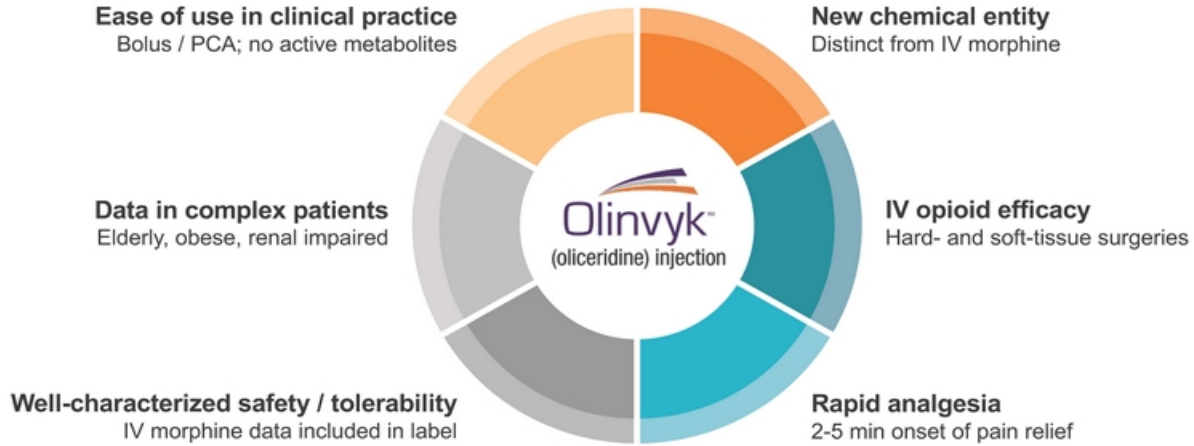 Ease of use in clinical practice
Bolus / PCA; no active metabolites
New chemical entity
Distinct from IV morphine
Data in complex patients
Elderly, obese, renal impaired
Olinvyk™
(oliceridine) injection
IV opioid efficacy
Hard- and soft-tissue surgeries
Well-characterized safety / tolerability
IV morphine data included in label
Rapid analgesia
2-5 min onset of pain relief